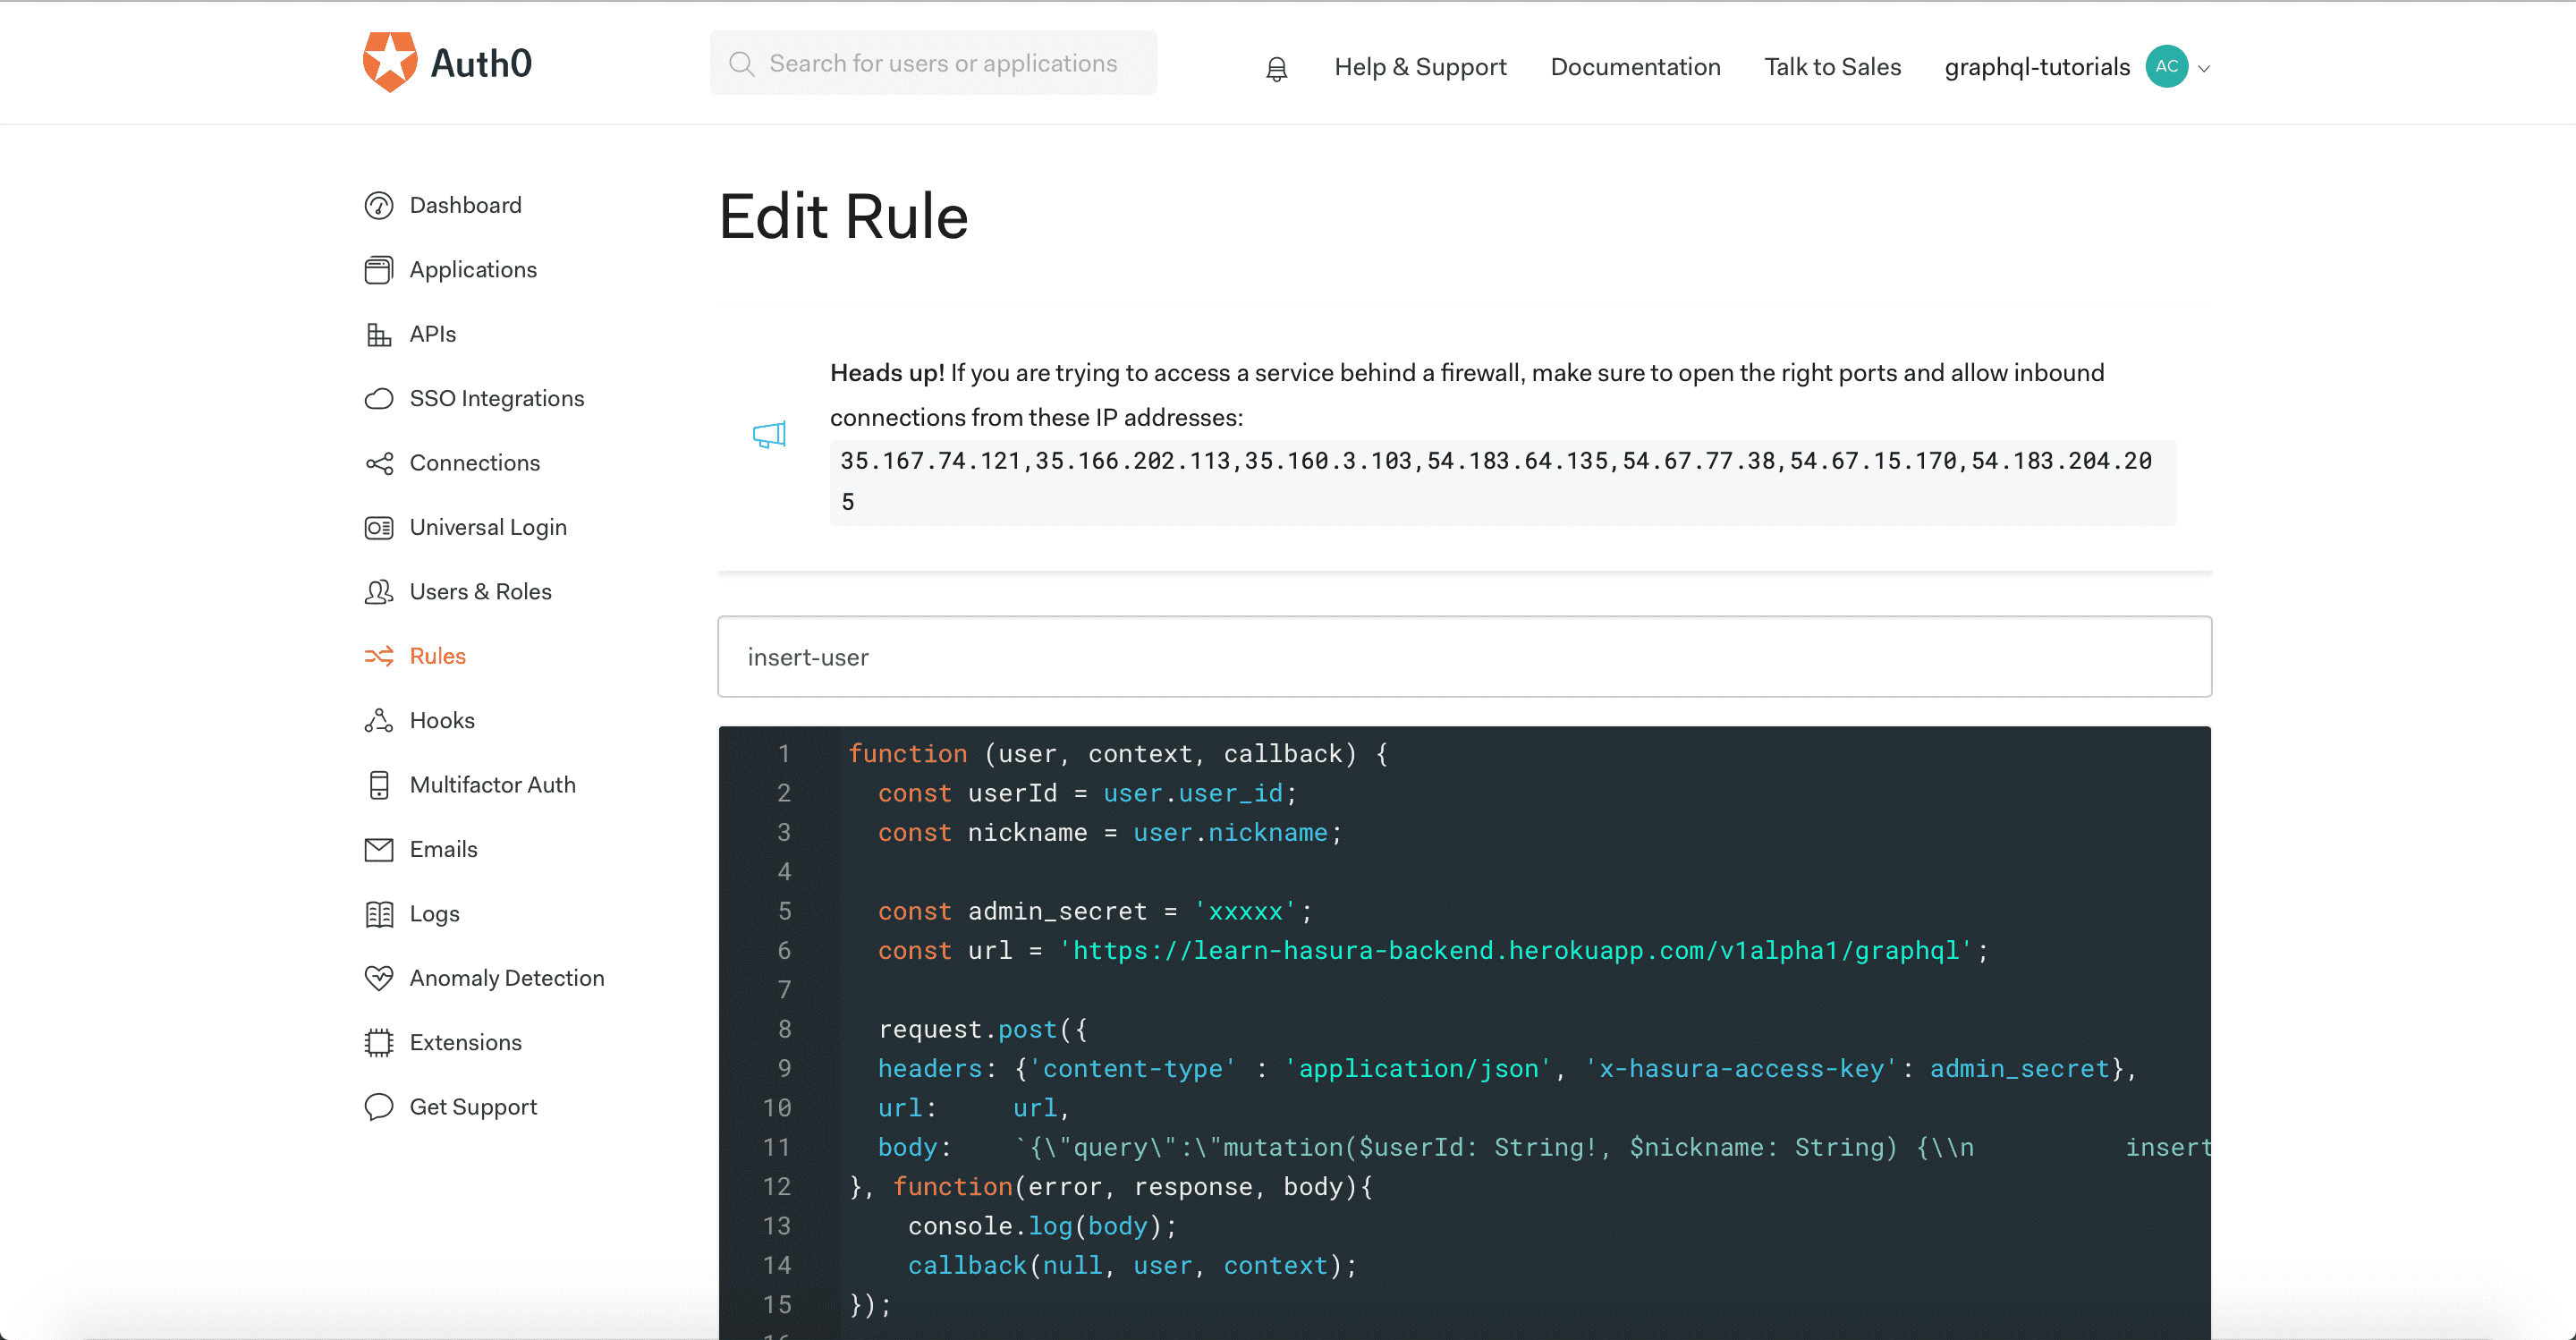 Auth0
Search for users or applications
Help & Support
Documentation
Talk to Sales
graphql-tutorials
AC
Dashboard
Applications
APIs
SSO Integrations
Connections
Universal Login
Users & Roles
Rules
Hooks
Multifactor Auth
Emails
Logs
Anomaly Detection
Extensions
Get Support
Edit Rule
Heads up! If you are trying to access a service behind a firewall, make sure to open the right ports and allow inbound
connections from these IP addresses:
35.167.74.121,35.166.202.113,35.160.3.103,54.183.64.135,54.67.77.38,54.67.15.170,54.183.204.20
5
insert-user
1 function (user, context, callback) {
2 const userId = user.user_id;
3 const nickname = user.nickname;
4
5 const admin_secret = 'xxxxx';
6 const url = 'https://learn-hasura-backend.herokuapp.com/v1alpha1/graphql';
7
8 request.post({
9 headers: {'content-type' : 'application/json', 'x-hasura-access-key': admin_secret},
10 url: url,
11 body: `{\"query\":\"mutation($userId: String!, $nickname: String) {\\n insert
12 }, function(error, response, body){
13 console.log(body);
14 callback(null, user, context);
15 });